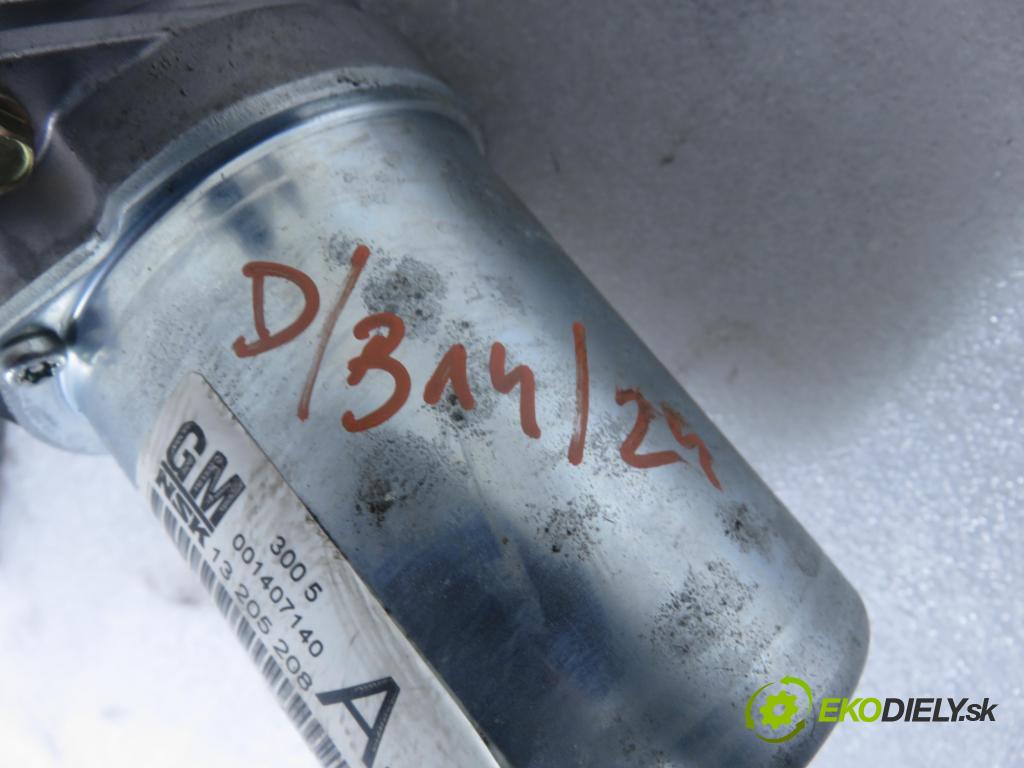 D/314/24
GM
NSK
300 5
001407140
13 205 208
A
EKODIELY.sk